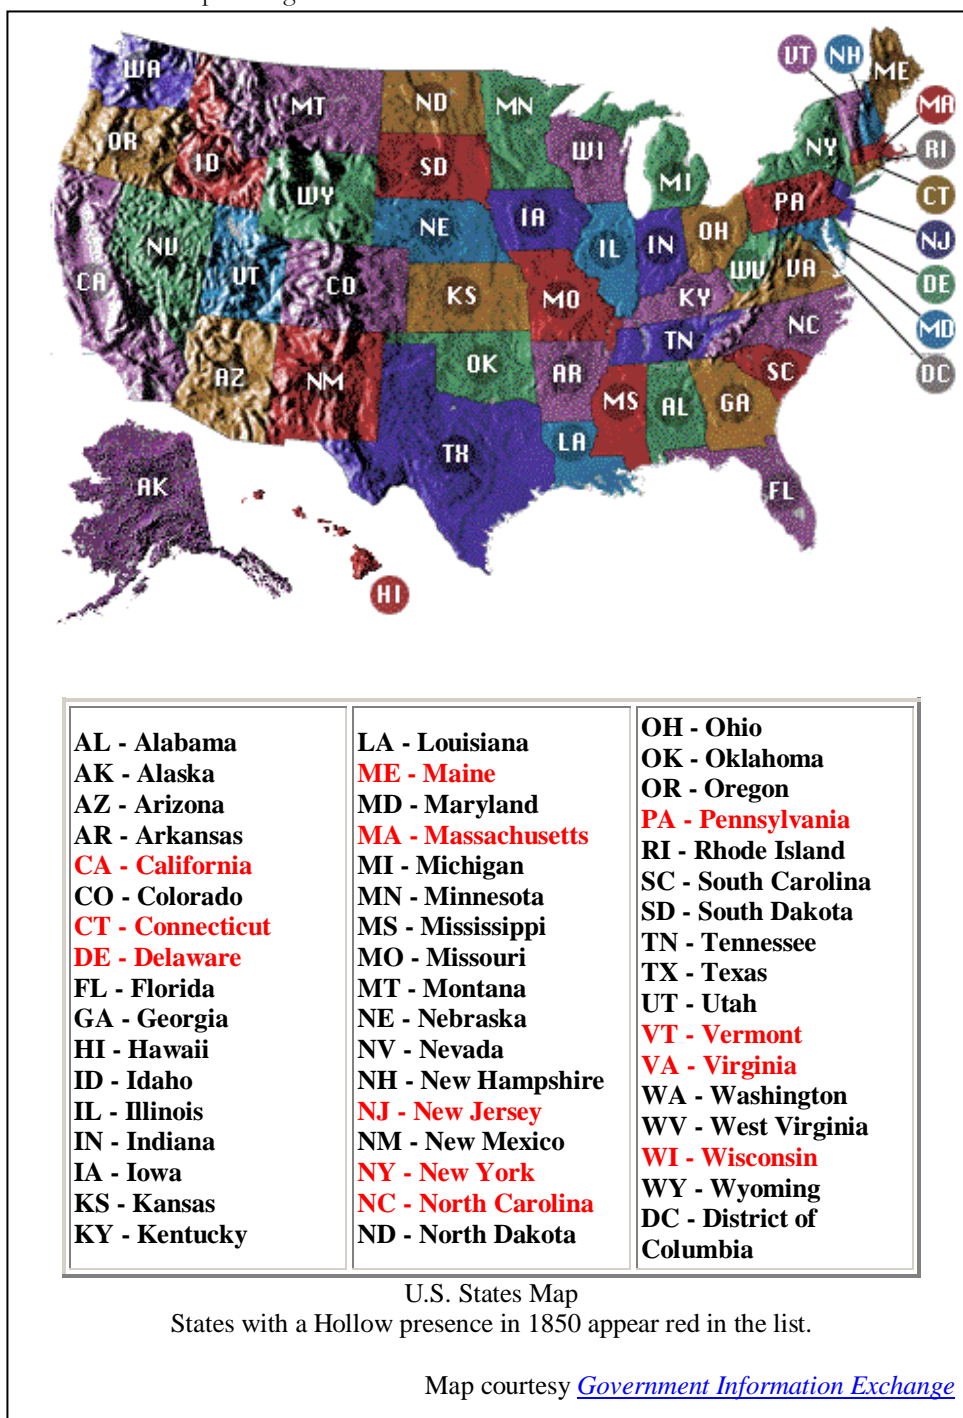 WA
MT
ND
MN
VT
NH
ME
MA
OR
ID
SD
WI
MI
NY
RI
WY
CT
NE
IA
PA
NV
UT
CO
IL
IN
OH
NJ
CA
KS
MO
KY
WV
VA
DE
NC
MD
AZ
NM
OK
AR
TN
SC
DC
MS
AL
GA
TX
LA
AK
FL
HI
AL - Alabama
AK - Alaska
AZ - Arizona
AR - Arkansas
CA - California
CO - Colorado
CT - Connecticut
DE - Delaware
FL - Florida
GA - Georgia
HI - Hawaii
ID - Idaho
IL - Illinois
IN - Indiana
IA - Iowa
KS - Kansas
KY - Kentucky
LA - Louisiana
ME - Maine
MD - Maryland
MA - Massachusetts
MI - Michigan
MN - Minnesota
MS - Mississippi
MO - Missouri
MT - Montana
NE - Nebraska
NV - Nevada
NH - New Hampshire
NJ - New Jersey
NM - New Mexico
NY - New York
NC - North Carolina
ND - North Dakota
OH - Ohio
OK - Oklahoma
OR - Oregon
PA - Pennsylvania
RI - Rhode Island
SC - South Carolina
SD - South Dakota
TN - Tennessee
TX - Texas
UT - Utah
VT - Vermont
VA - Virginia
WA - Washington
WV - West Virginia
WI - Wisconsin
WY - Wyoming
DC - District of
Columbia
U.S. States Map
States with a Hollow presence in 1850 appear red in the list.
Map courtesy Government Information Exchange